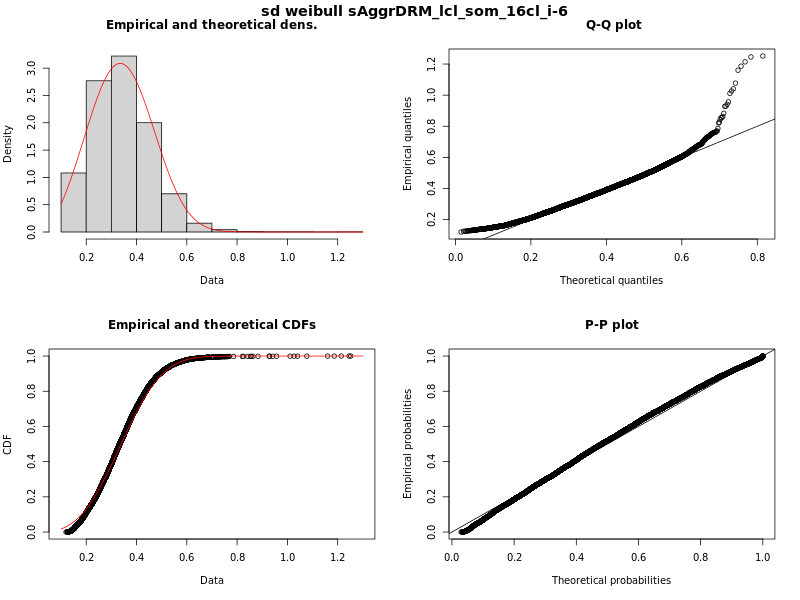 sd weibull sAggrDRM_lcl_som_16cl_i-6
Empirical and theoretical dens.
Density
0.0 0.5 1.0 1.5 2.0 2.5 3.0
0.2 0.4 0.6 0.8 1.0 1.2
Data
Q-Q plot
Empirical quantiles
0.2 0.4 0.6 0.8 1.0 1.2
0.0 0.2 0.4 0.6 0.8
Theoretical quantiles
Empirical and theoretical CDFs
CDF
0.0 0.2 0.4 0.6 0.8 1.0
0.2 0.4 0.6 0.8 1.0 1.2
Data
P-P plot
Empirical probabilities
0.0 0.2 0.4 0.6 0.8 1.0
0.0 0.2 0.4 0.6 0.8 1.0
Theoretical probabilities